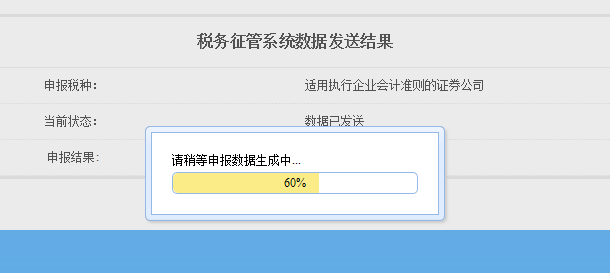 税务征管系统数据发送结果
申报税种： 适用执行企业会计准则的证券公司
当前状态： 数据已发送
申报结果：
请稍等申报数据生成中...
60%